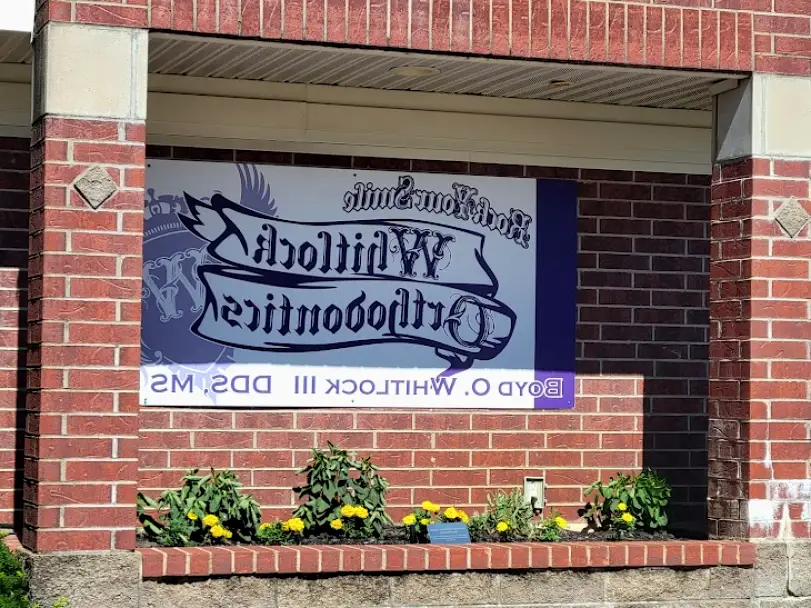 Rock Your Smile
Whitlock
Orthodontics
W
BOYD O. WHITLOCK III DDS, MS